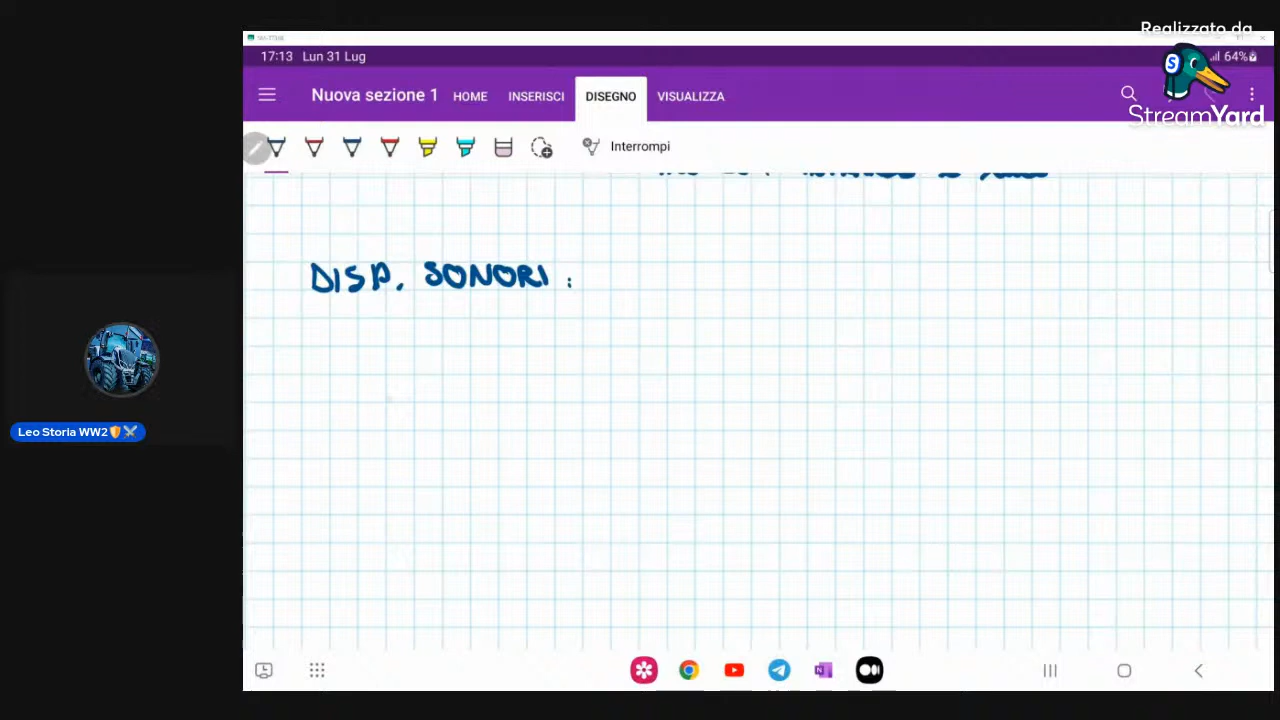 Realizzato da
StreamYard
17:13 Lun 31 Lug
64%
Nuova sezione 1 HOME INSERISCI DISEGNO VISUALIZZA
Interrompi
DISP. SONORI :
Leo Storia WW2